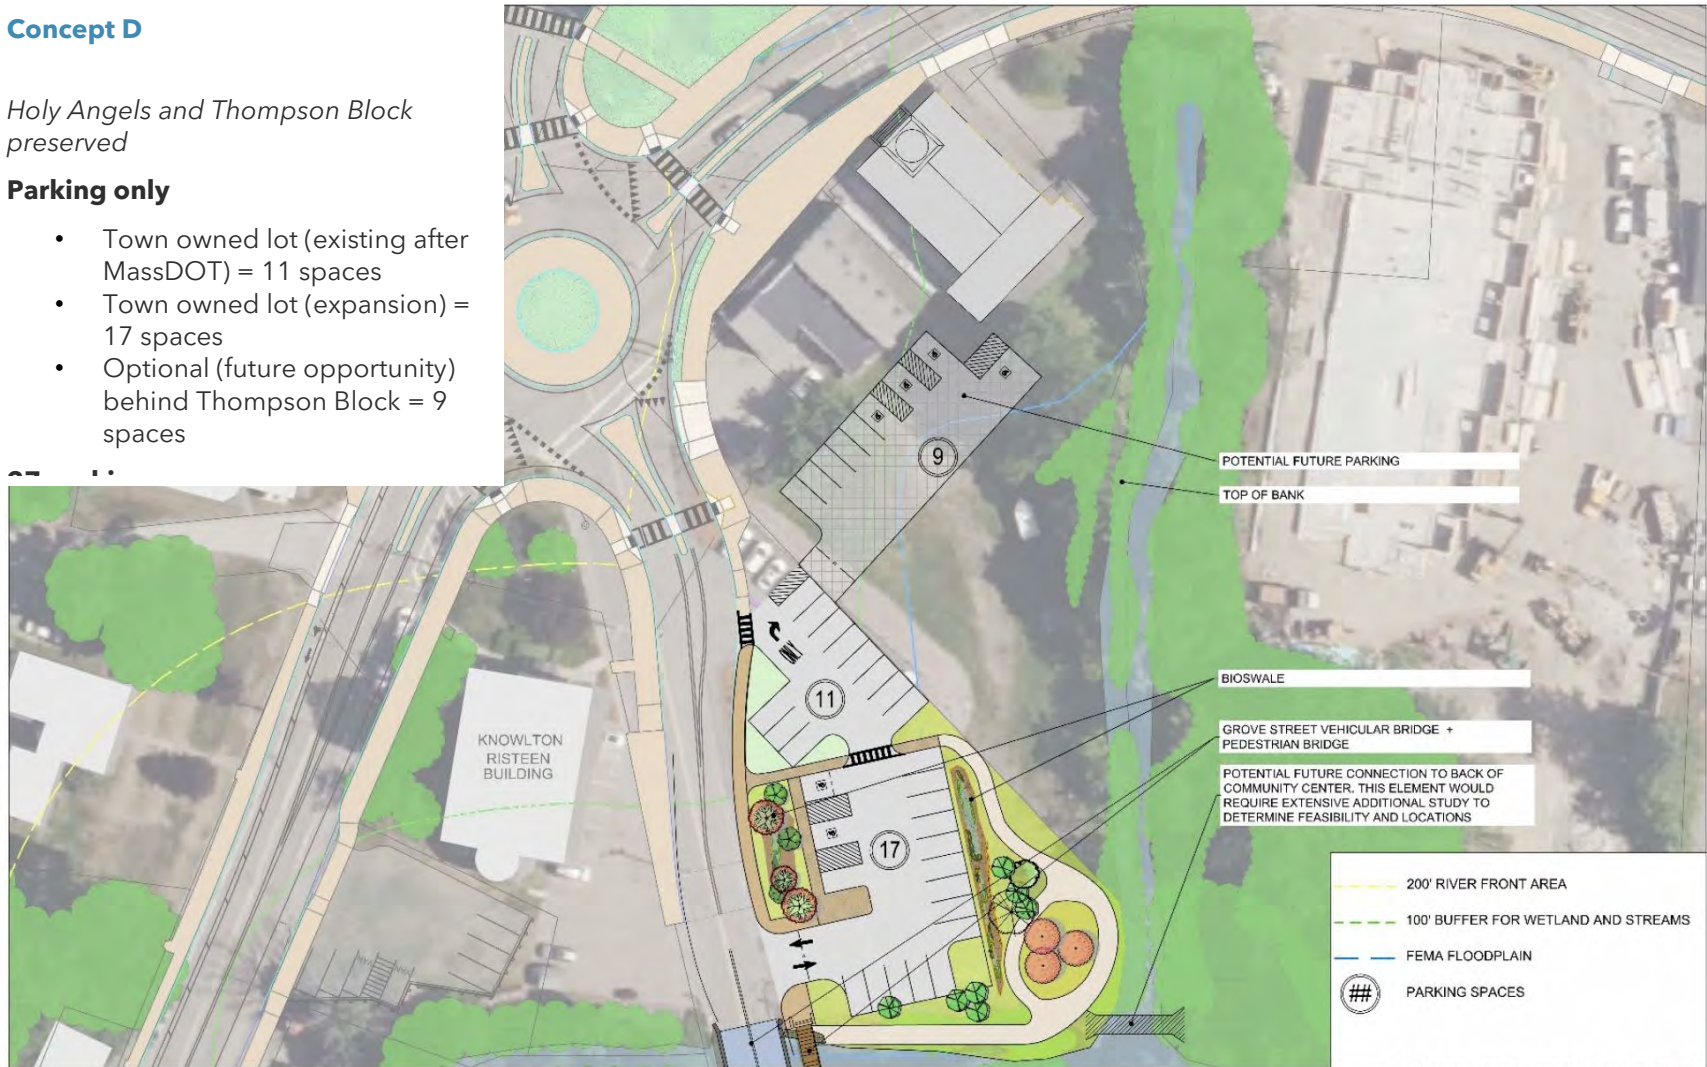 Concept D
Holy Angels and Thompson Block
preserved
Parking only
• Town owned lot (existing after
MassDOT) = 11 spaces
• Town owned lot (expansion) =
17 spaces
• Optional (future opportunity)
behind Thompson Block = 9
spaces
9
POTENTIAL FUTURE PARKING
TOP OF BANK
11
BIOSWALE
KNOWLTON
RISTEEN
BUILDING
GROVE STREET VEHICULAR BRIDGE +
PEDESTRIAN BRIDGE
POTENTIAL FUTURE CONNECTION TO BACK OF
COMMUNITY CENTER. THIS ELEMENT WOULD
REQUIRE EXTENSIVE ADDITIONAL STUDY TO
DETERMINE FEASIBILITY AND LOCATIONS
17
200' RIVER FRONT AREA
100' BUFFER FOR WETLAND AND STREAMS
FEMA FLOODPLAIN
## PARKING SPACES